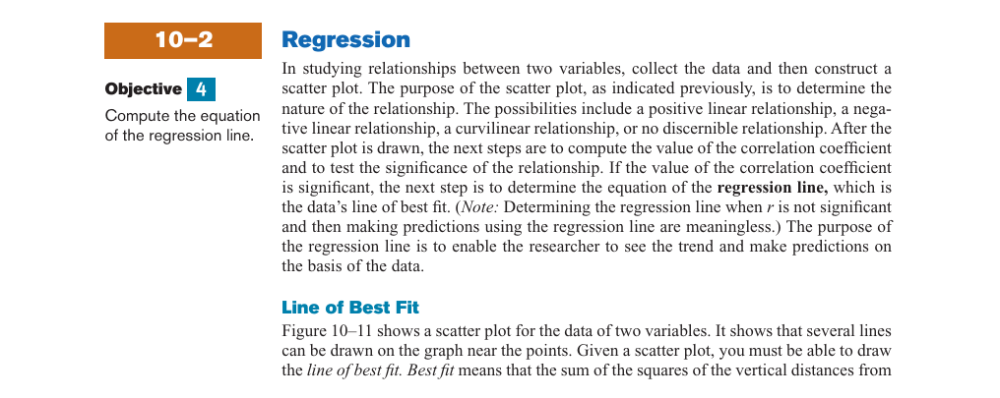 10–2
Regression
Objective 4
Compute the equation
of the regression line.
In studying relationships between two variables, collect the data and then construct a
scatter plot. The purpose of the scatter plot, as indicated previously, is to determine the
nature of the relationship. The possibilities include a positive linear relationship, a nega-
tive linear relationship, a curvilinear relationship, or no discernible relationship. After the
scatter plot is drawn, the next steps are to compute the value of the correlation coefficient
and to test the significance of the relationship. If the value of the correlation coefficient
is significant, the next step is to determine the equation of the regression line, which is
the data’s line of best fit. (Note: Determining the regression line when r is not significant
and then making predictions using the regression line are meaningless.) The purpose of
the regression line is to enable the researcher to see the trend and make predictions on
the basis of the data.
Line of Best Fit
Figure 10–11 shows a scatter plot for the data of two variables. It shows that several lines
can be drawn on the graph near the points. Given a scatter plot, you must be able to draw
the line of best fit. Best fit means that the sum of the squares of the vertical distances from